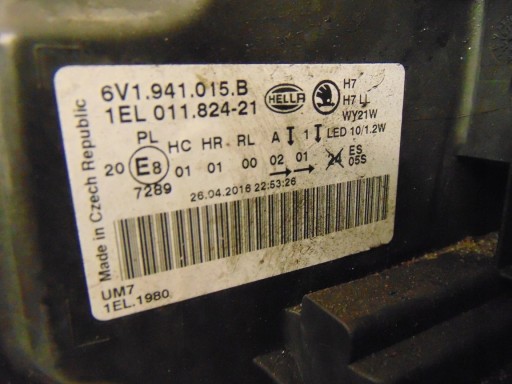 6V1.941.015.B
1EL 011.824-21
HELLA
H7
H7 LL
WY21W
PL HC HR RL A 1 LED 10/1.2W
20 E8 01 01 00 02 01 24 ES
05S
7289
26.04.2016 22:53:26
Made in Czech Republic
UM7
1EL.1980